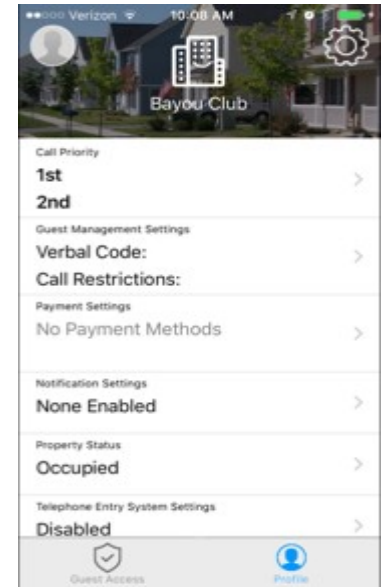 Verizon 10:08 AM
Bayou Club
Call Priority
1st
2nd
Guest Management Settings
Verbal Code:
Call Restrictions:
Payment Settings
No Payment Methods
Notification Settings
None Enabled
Property Status
Occupied
Telephone Entry System Settings
Disabled
Guest Access
Profile